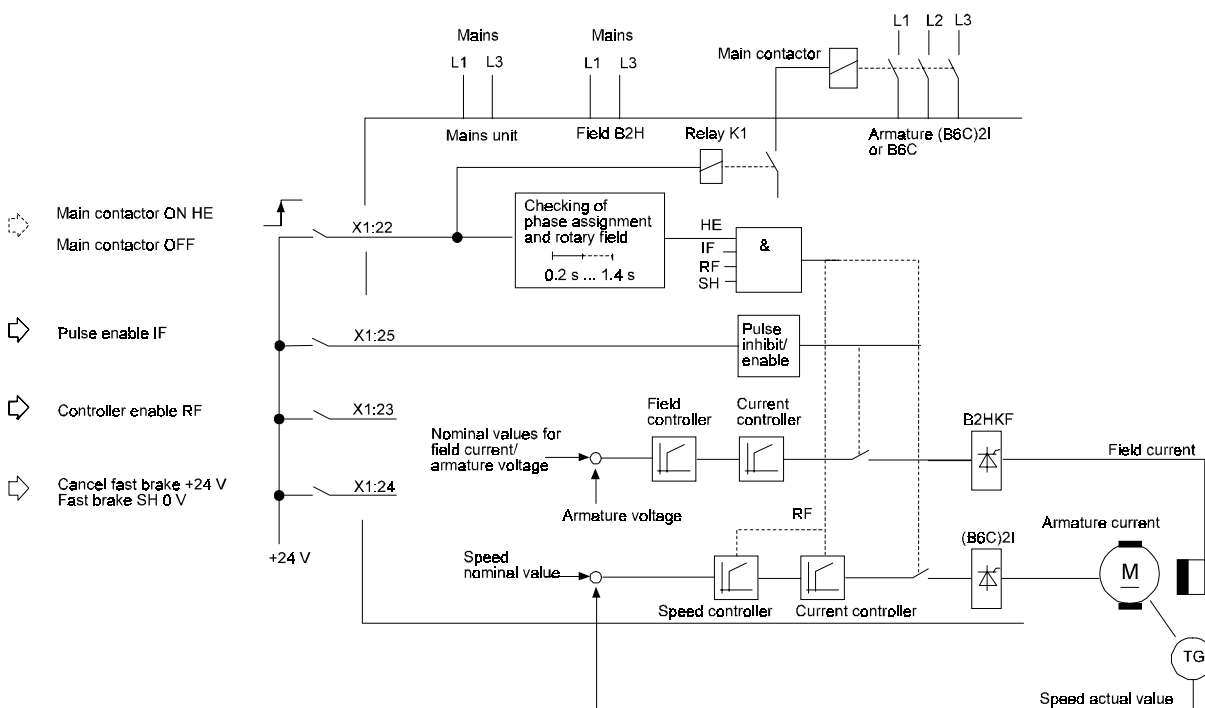 Mains
Mains
L1 L2 L3
Main contactor
L1 L3
L1 L3
Mains unit
Field B2H
Relay K1
Armature (B6C)2I
or B6C
Main contactor ON HE
Main contactor OFF
X1:22
Checking of
phase assignment
and rotary field
0.2 s ... 1.4 s
HE
IF
RF
SH
&
Pulse enable IF
X1:25
Pulse
inhibit/
enable
Controller enable RF
X1:23
Field
controller
Current
controller
B2HKF
Nominal values for
field current/
armature voltage
Field current
Cancel fast brake +24 V
Fast brake SH 0 V
X1:24
Armature voltage
RF
Armature current
+24 V
Speed
nominal value
(B6C)2I
M
Speed controller
Current controller
TG
Speed actual value